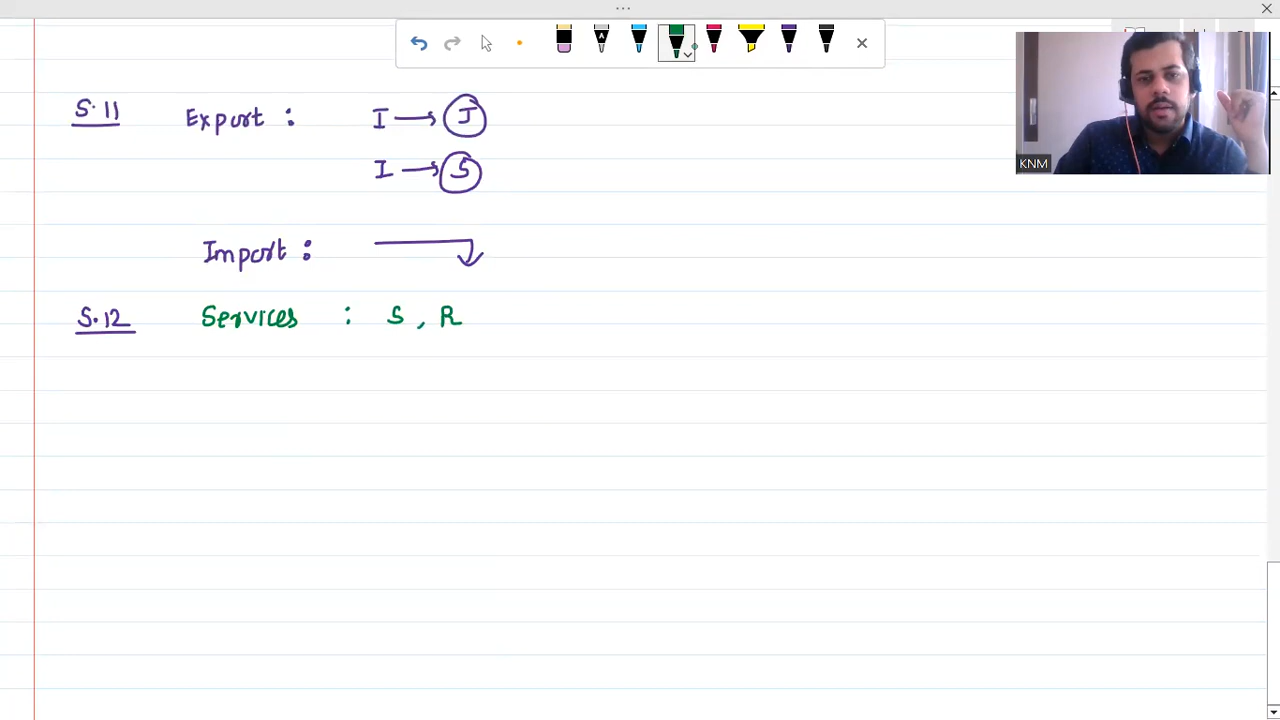 S.11 Export : I → J
I → S
Import :
S.12 Services : S , R
KNM